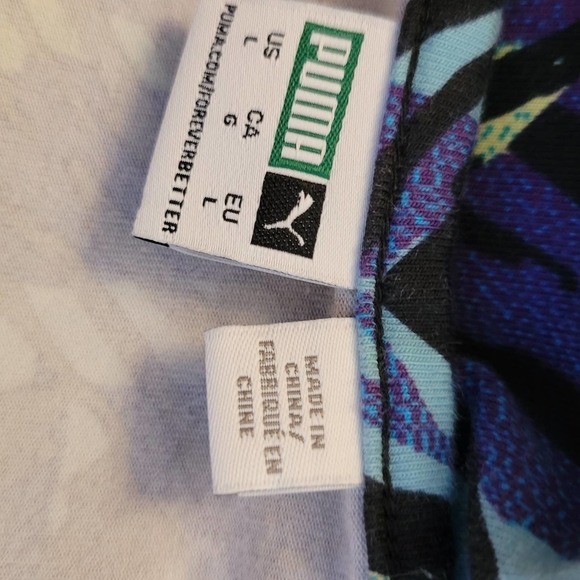 PUMA
US CA EU
L G L
PUMA.COM/FOREVERBETTER
MADE IN
CHINA/
FABRIQUÉ EN
CHINE